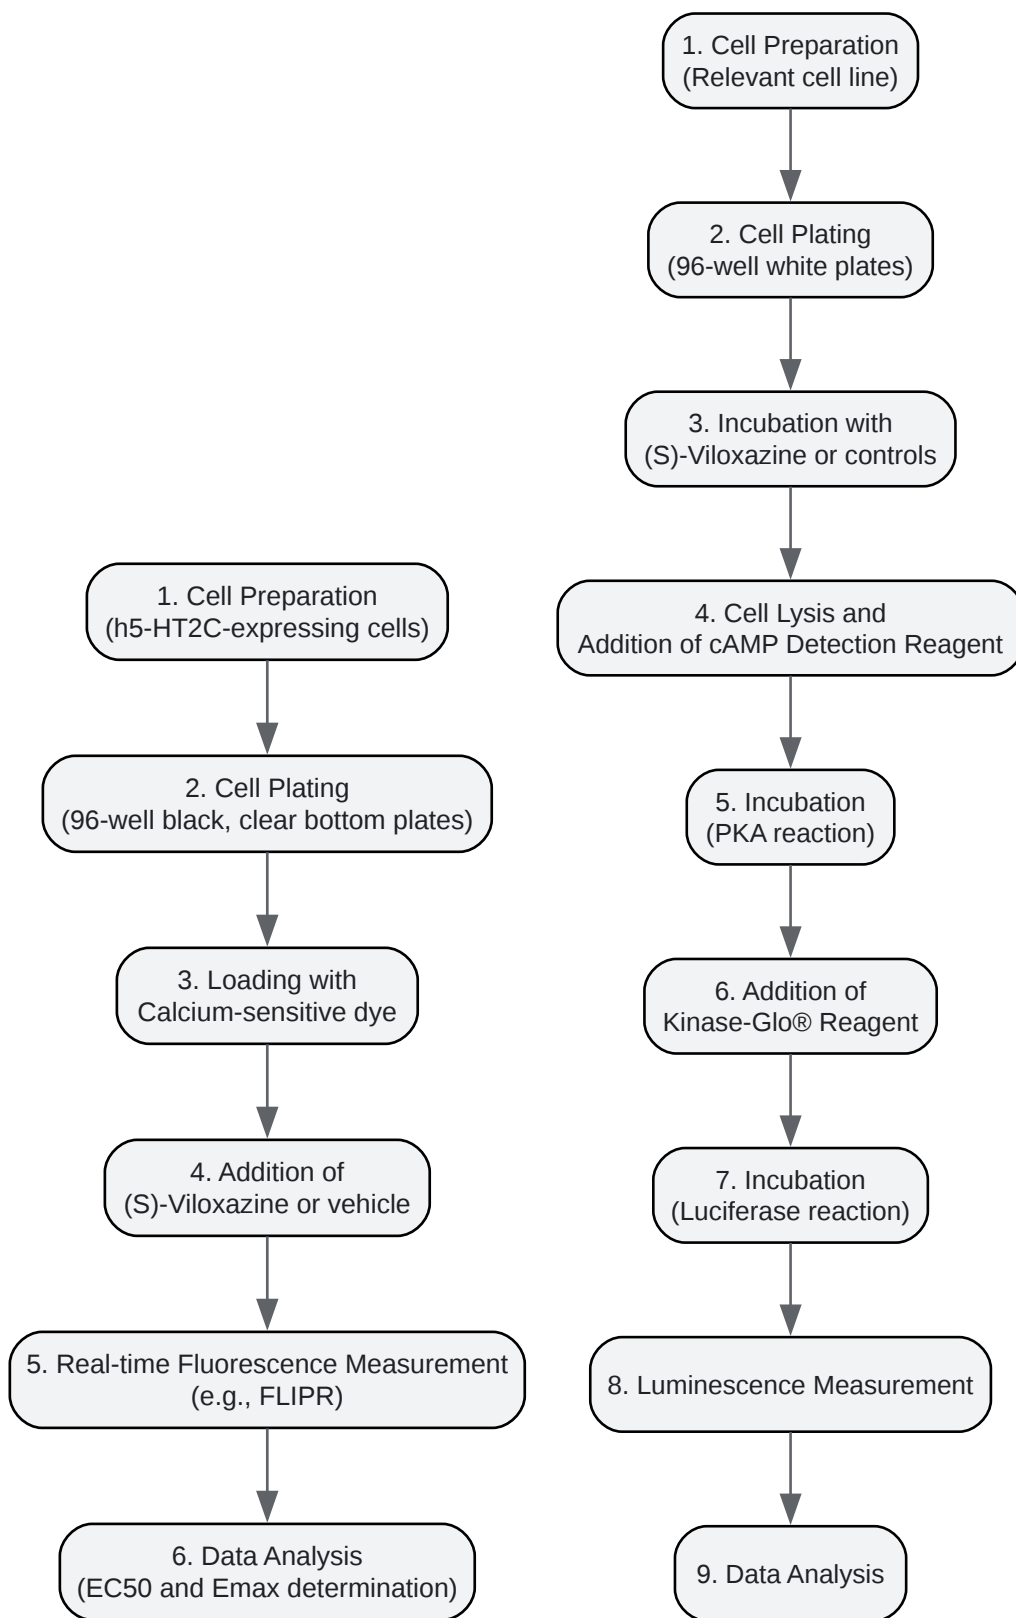 1. Cell Preparation
(h5-HT2C-expressing cells)
2. Cell Plating
(96-well black, clear bottom plates)
3. Loading with
Calcium-sensitive dye
4. Addition of
(S)-Viloxazine or vehicle
5. Real-time Fluorescence Measurement
(e.g., FLIPR)
6. Data Analysis
(EC50 and Emax determination)
1. Cell Preparation
(Relevant cell line)
2. Cell Plating
(96-well white plates)
3. Incubation with
(S)-Viloxazine or controls
4. Cell Lysis and
Addition of cAMP Detection Reagent
5. Incubation
(PKA reaction)
6. Addition of
Kinase-Glo® Reagent
7. Incubation
(Luciferase reaction)
8. Luminescence Measurement
9. Data Analysis